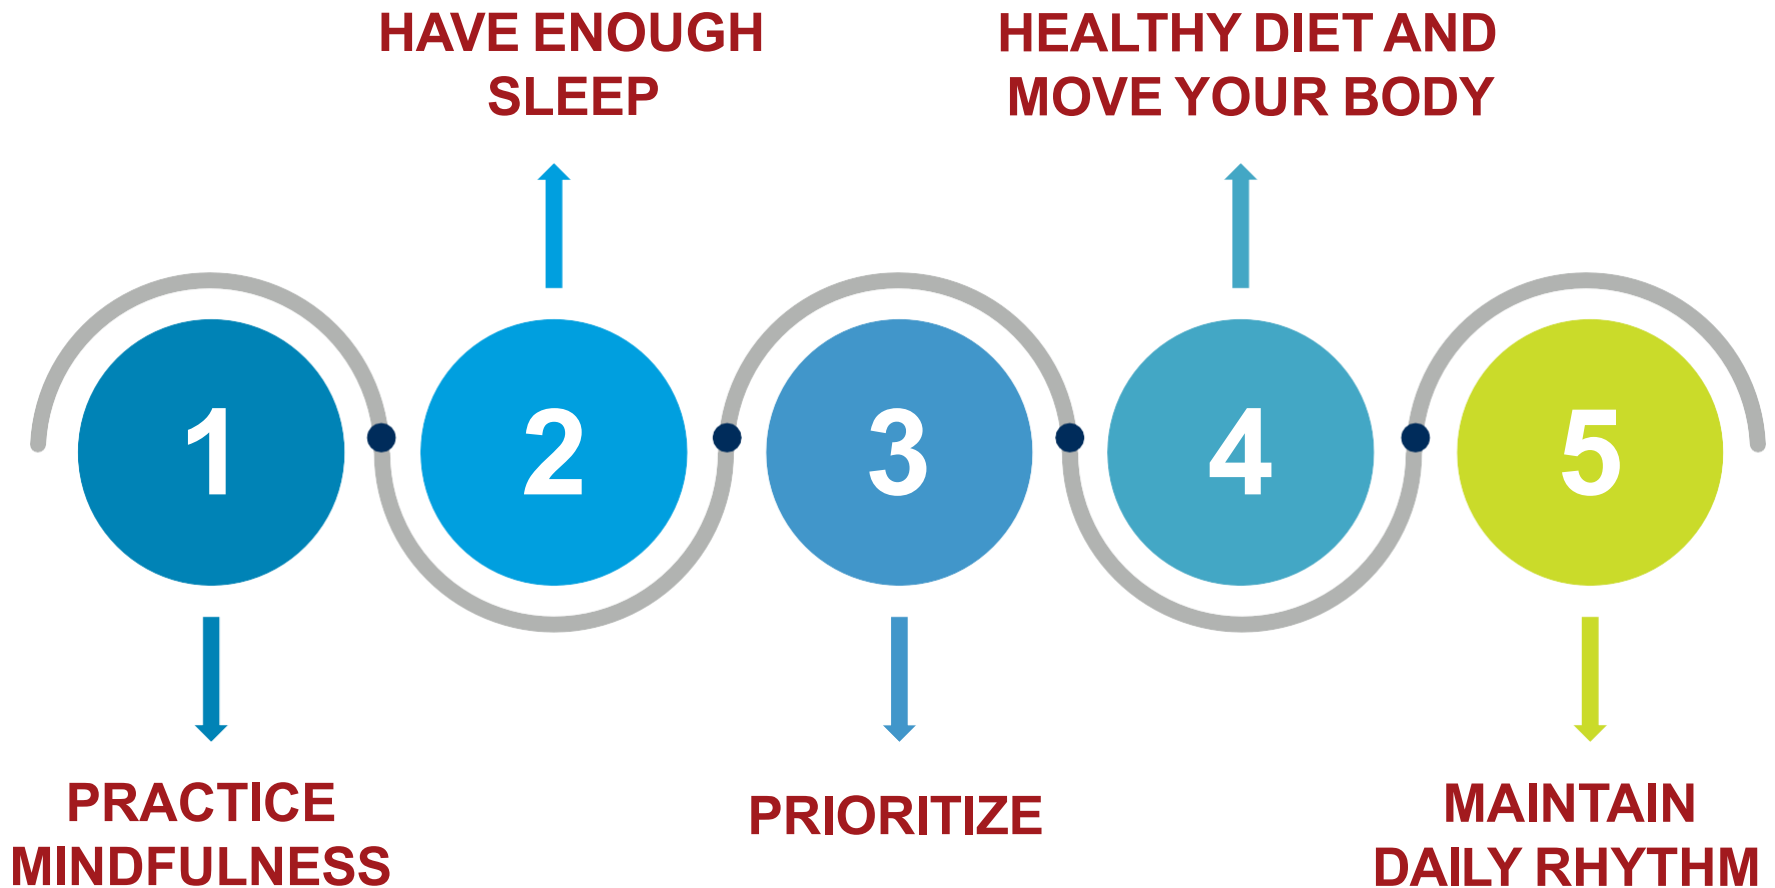 HAVE ENOUGH
SLEEP
HEALTHY DIET AND
MOVE YOUR BODY
1
2
3
4
5
PRACTICE
MINDFULNESS
PRIORITIZE
MAINTAIN
DAILY RHYTHM